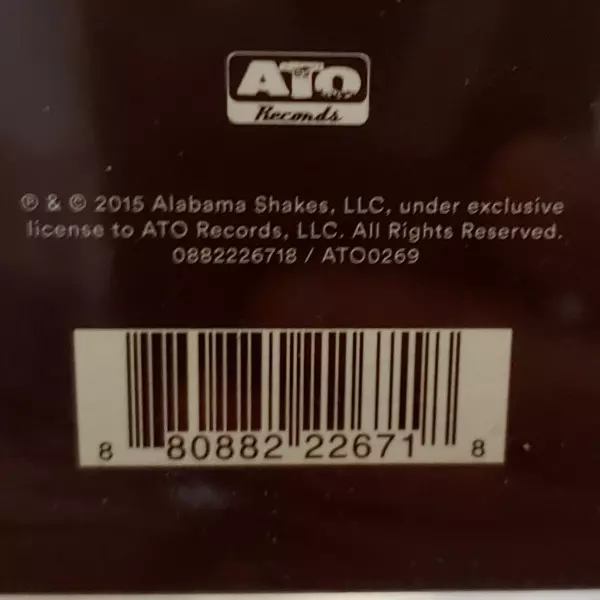 ATO
Records
℗ & © 2015 Alabama Shakes, LLC, under exclusive
license to ATO Records, LLC. All Rights Reserved.
0882226718 / ATO0269
8 80882 22671 8